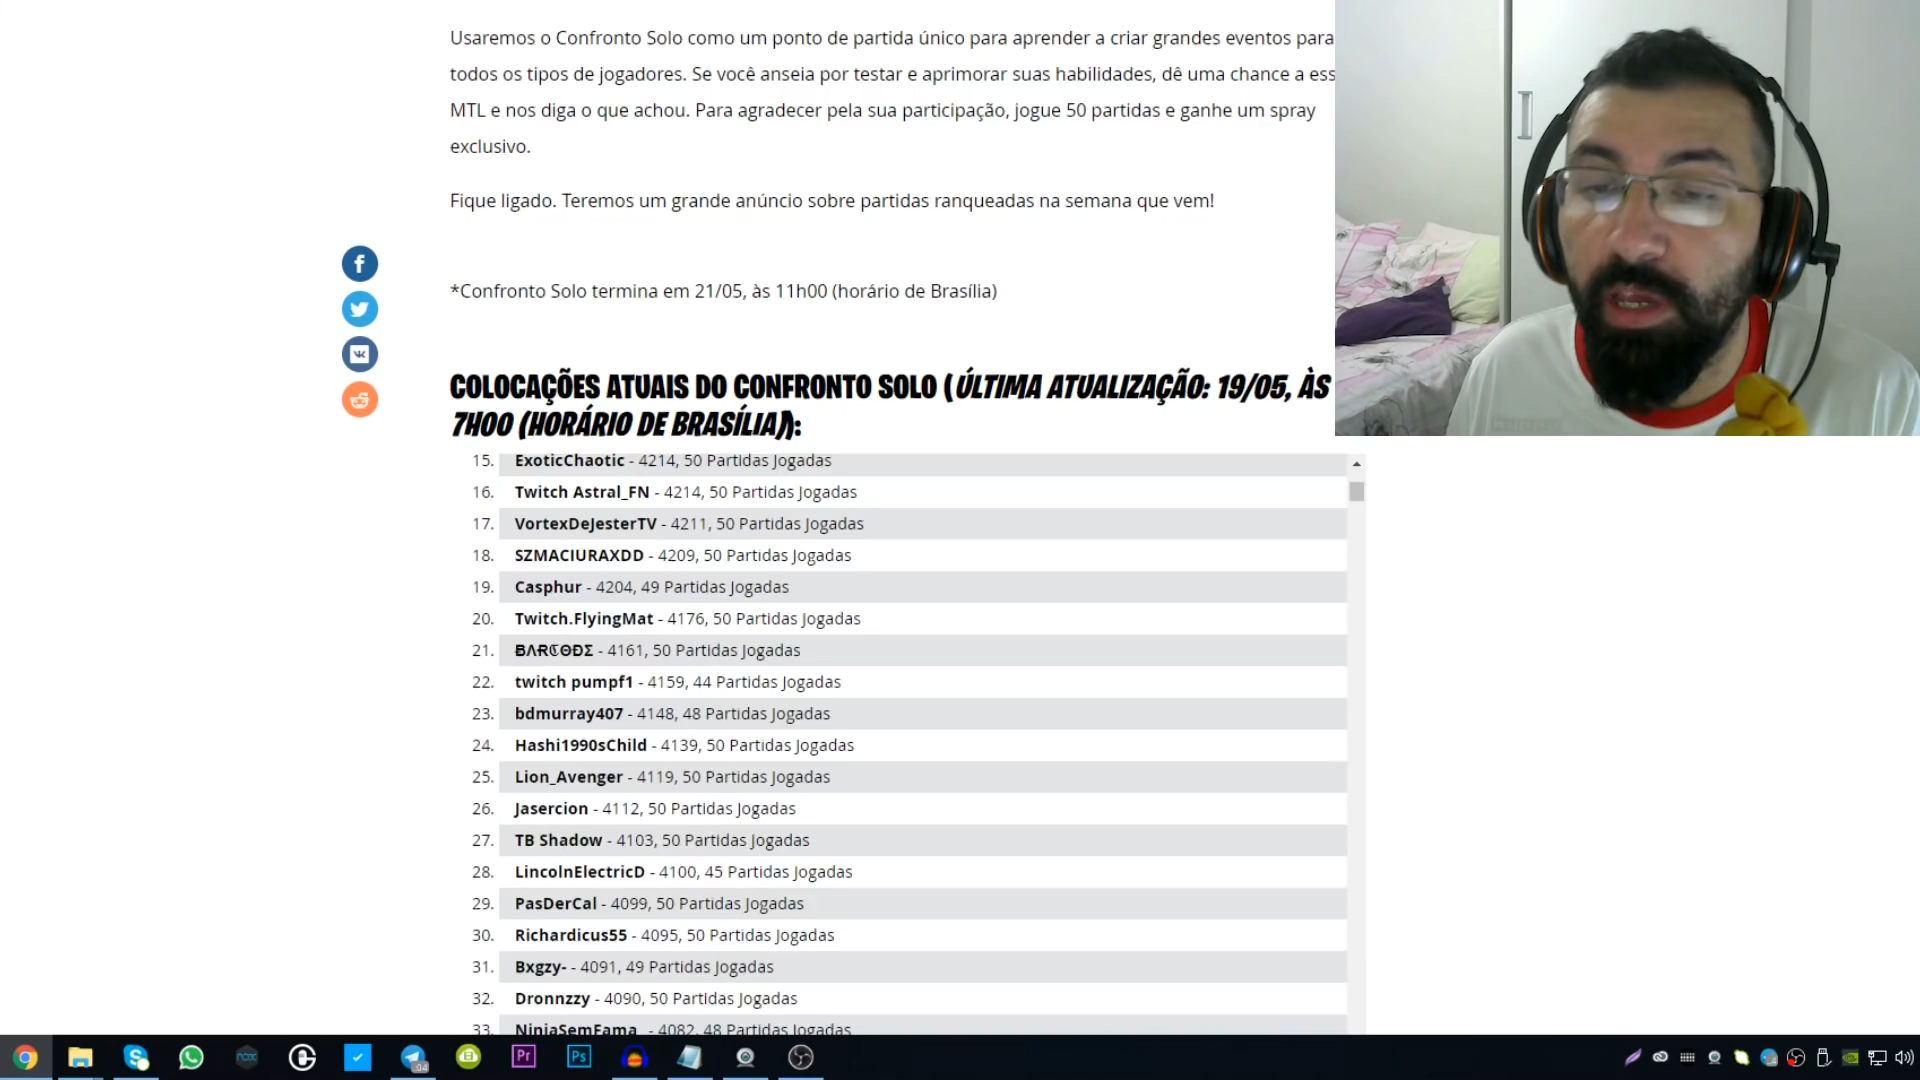 Usaremos o Confronto Solo como um ponto de partida único para aprender a criar grandes eventos para
todos os tipos de jogadores. Se você anseia por testar e aprimorar suas habilidades, dê uma chance a ess
MTL e nos diga o que achou. Para agradecer pela sua participação, jogue 50 partidas e ganhe um spray
exclusivo.
Fique ligado. Teremos um grande anúncio sobre partidas ranqueadas na semana que vem!
*Confronto Solo termina em 21/05, às 11h00 (horário de Brasília)
COLOCAÇÕES ATUAIS DO CONFRONTO SOLO (ÚLTIMA ATUALIZAÇÃO: 19/05, ÀS
7H00 (HORÁRIO DE BRASÍLIA)):
15. ExoticChaotic - 4214, 50 Partidas Jogadas
16. Twitch Astral_FN - 4214, 50 Partidas Jogadas
17. VortexDeJesterTV - 4211, 50 Partidas Jogadas
18. SZMACIURAXDD - 4209, 50 Partidas Jogadas
19. Casphur - 4204, 49 Partidas Jogadas
20. Twitch.FlyingMat - 4176, 50 Partidas Jogadas
21. ɃΛRℭΘĐΣ - 4161, 50 Partidas Jogadas
22. twitch pumpf1 - 4159, 44 Partidas Jogadas
23. bdmurray407 - 4148, 48 Partidas Jogadas
24. Hashi1990sChild - 4139, 50 Partidas Jogadas
25. Lion_Avenger - 4119, 50 Partidas Jogadas
26. Jasercion - 4112, 50 Partidas Jogadas
27. TB Shadow - 4103, 50 Partidas Jogadas
28. LincolnElectricD - 4100, 45 Partidas Jogadas
29. PasDerCal - 4099, 50 Partidas Jogadas
30. Richardicus55 - 4095, 50 Partidas Jogadas
31. Bxgzy- - 4091, 49 Partidas Jogadas
32. Dronnzzy - 4090, 50 Partidas Jogadas
33. NinjaSemFama_ - 4082, 48 Partidas Jogadas
nox
04
Pr
Ps